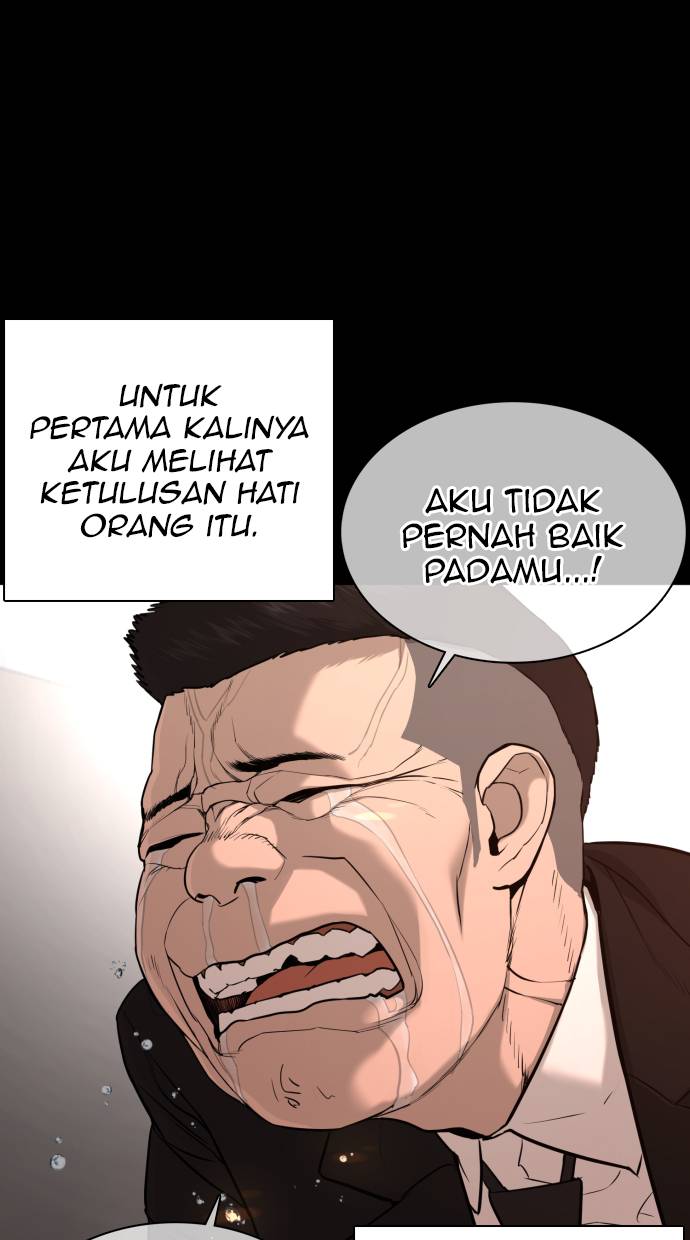 UNTUK
PERTAMA KALINYA
AKU MELIHAT
KETULUSAN HATI
ORANG ITU.
AKU TIDAK
PERNAH BAIK
PADAMU...!